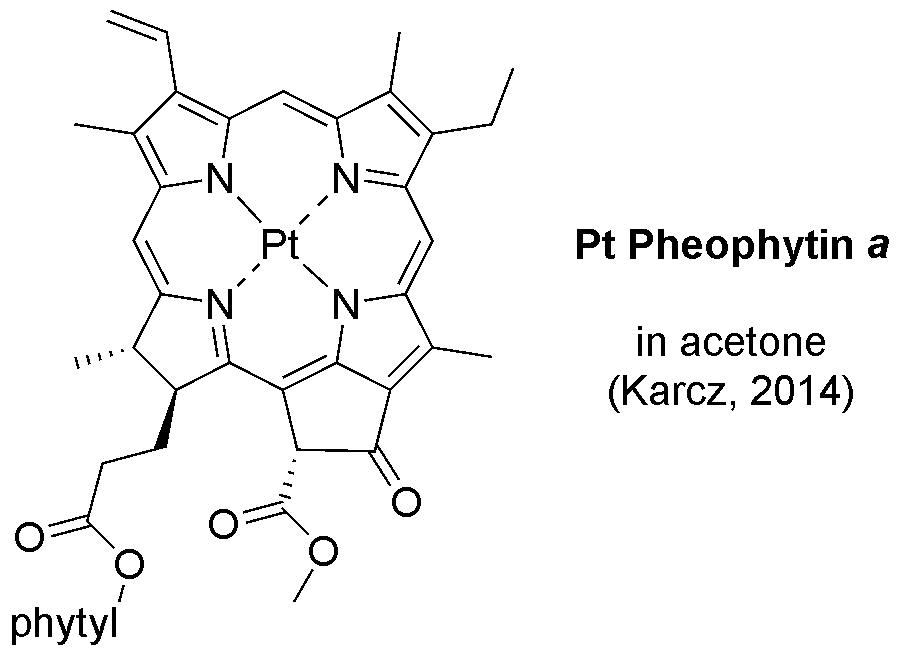 N
N
Pt
N
N
O
O
O
O
O
phytyl
Pt Pheophytin a
in acetone
(Karcz, 2014)